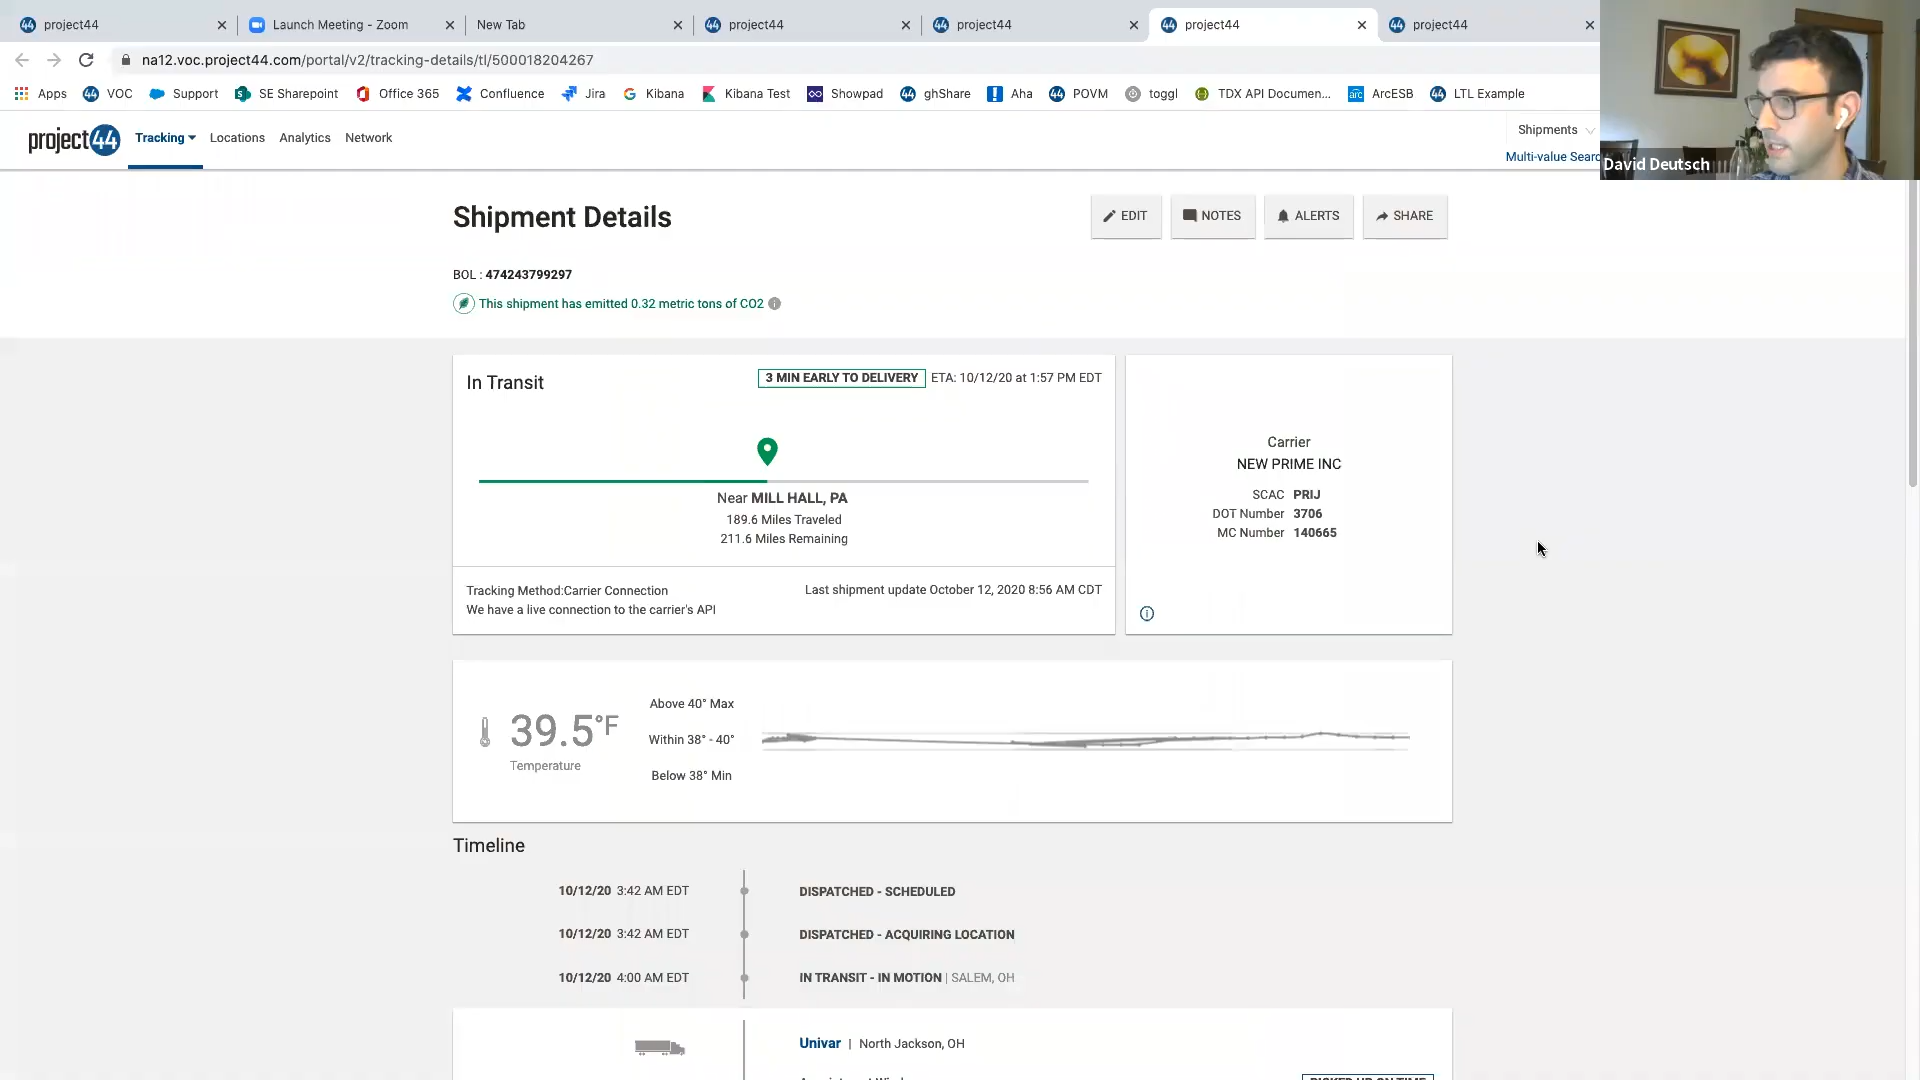 project44
Launch Meeting - Zoom
New Tab
project44
project44
project44
project44
na12.voc.project44.com/portal/v2/tracking-details/tl/500018204267
Apps
VOC
Support
SE Sharepoint
Office 365
Confluence
Jira
Kibana
Kibana Test
Showpad
ghShare
Aha
POVM
toggl
TDX API Documen...
ArcESB
LTL Example
David Deutsch
project44
Tracking
Locations
Analytics
Network
Shipments
Multi-value Searc
Shipment Details
EDIT
NOTES
ALERTS
SHARE
BOL : 474243799297
This shipment has emitted 0.32 metric tons of CO2
In Transit
3 MIN EARLY TO DELIVERY ETA: 10/12/20 at 1:57 PM EDT
Near MILL HALL, PA
189.6 Miles Traveled
211.6 Miles Remaining
Tracking Method:Carrier Connection
We have a live connection to the carrier's API
Last shipment update October 12, 2020 8:56 AM CDT
Carrier
NEW PRIME INC
SCAC PRIJ
DOT Number 3706
MC Number 140665
39.5°F
Temperature
Above 40° Max
Within 38° - 40°
Below 38° Min
Timeline
10/12/20 3:42 AM EDT DISPATCHED - SCHEDULED
10/12/20 3:42 AM EDT DISPATCHED - ACQUIRING LOCATION
10/12/20 4:00 AM EDT IN TRANSIT - IN MOTION | SALEM, OH
Univar | North Jackson, OH
PICKED UP ON TIME